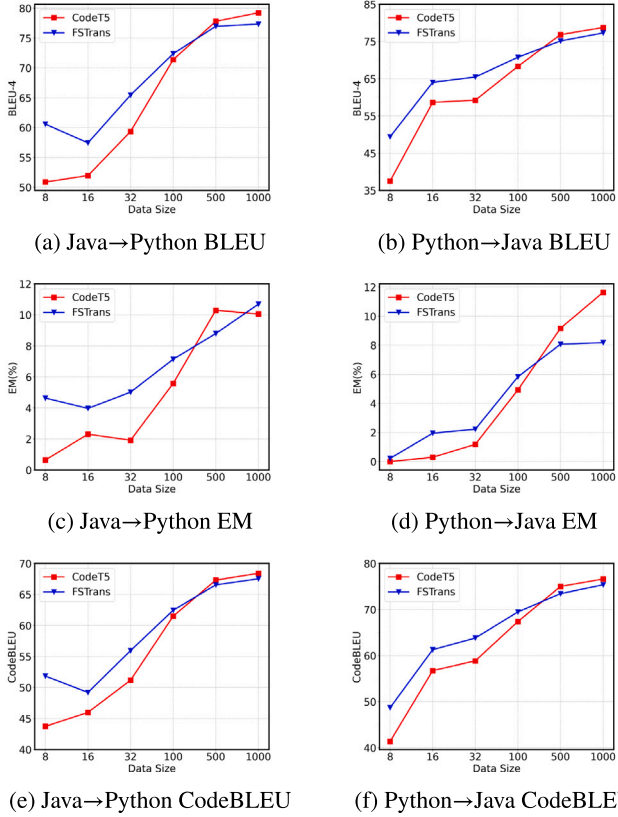 80
75
70
65
60
55
50
BLEU-4
CodeT5
FSTrans
8 16 32 100 500 1000
Data Size
(a) Java→Python BLEU
85
75
65
55
45
35
BLEU-4
CodeT5
FSTrans
8 16 32 100 500 1000
Data Size
(b) Python→Java BLEU
12
10
8
6
4
2
0
EM(%)
CodeT5
FSTrans
8 16 32 100 500 1000
Data Size
(c) Java→Python EM
12
10
8
6
4
2
0
EM(%)
CodeT5
FSTrans
8 16 32 100 500 1000
Data Size
(d) Python→Java EM
70
65
60
55
50
45
40
CodeBLEU
CodeT5
FSTrans
8 16 32 100 500 1000
Data Size
(e) Java→Python CodeBLEU
80
70
60
50
40
CodeBLEU
CodeT5
FSTrans
8 16 32 100 500 1000
Data Size
(f) Python→Java CodeBLE